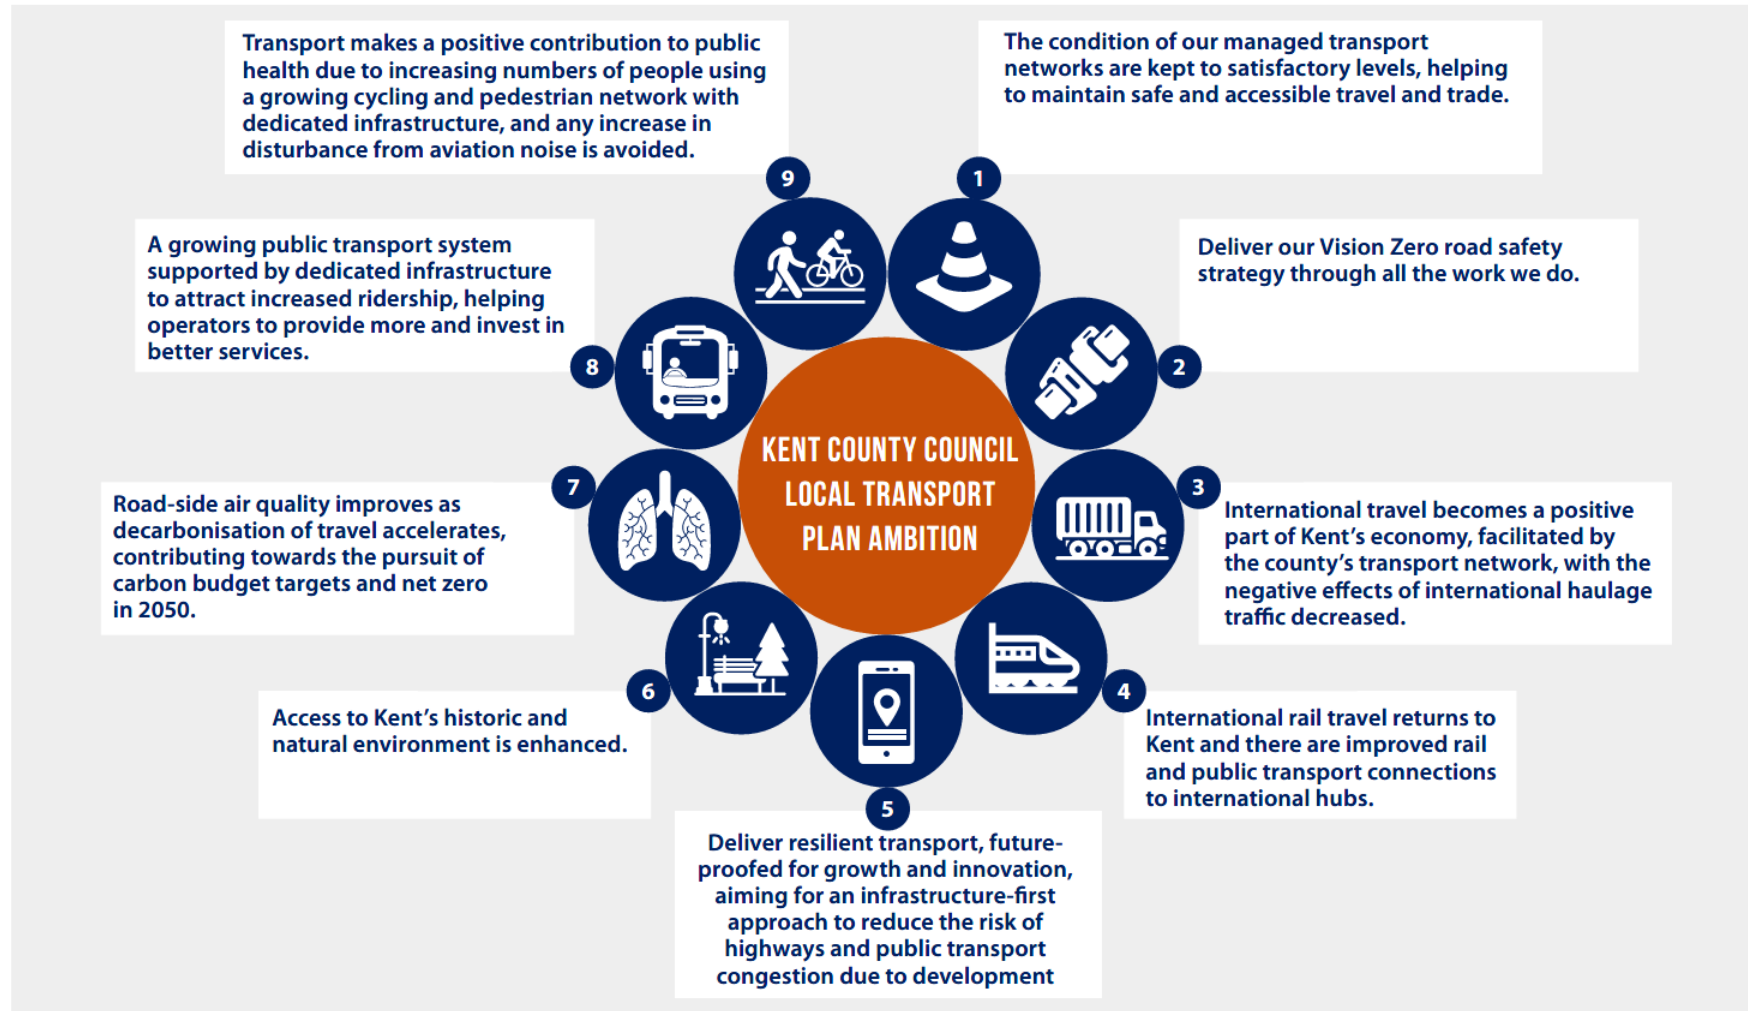 KENT COUNTY COUNCIL
LOCAL TRANSPORT
PLAN AMBITION
1
The condition of our managed transport
networks are kept to satisfactory levels, helping
to maintain safe and accessible travel and trade.
2
Deliver our Vision Zero road safety
strategy through all the work we do.
3
International travel becomes a positive
part of Kent’s economy, facilitated by
the county’s transport network, with the
negative effects of international haulage
traffic decreased.
4
International rail travel returns to
Kent and there are improved rail
and public transport connections
to international hubs.
5
Deliver resilient transport, future-
proofed for growth and innovation,
aiming for an infrastructure-first
approach to reduce the risk of
highways and public transport
congestion due to development
6
Access to Kent’s historic and
natural environment is enhanced.
7
Road-side air quality improves as
decarbonisation of travel accelerates,
contributing towards the pursuit of
carbon budget targets and net zero
in 2050.
8
A growing public transport system
supported by dedicated infrastructure
to attract increased ridership, helping
operators to provide more and invest in
better services.
9
Transport makes a positive contribution to public
health due to increasing numbers of people using
a growing cycling and pedestrian network with
dedicated infrastructure, and any increase in
disturbance from aviation noise is avoided.